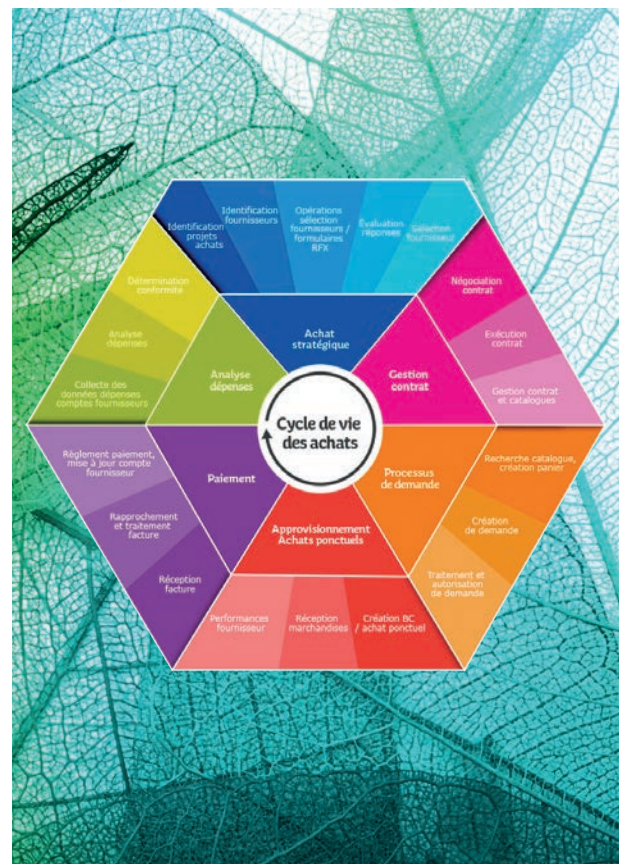 Identification
projets
achats
Identification
fournisseurs
Opérations
sélection
fournisseurs /
formulaires
RFX
Évaluation
réponses
Sélection
fournisseur
Achat
stratégique
Négociation
contrat
Exécution
contrat
Gestion contrat
et catalogues
Gestion
contrat
Recherche catalogue,
création panier
Création
de demande
Traitement et
autorisation
de demande
Processus
de demande
Approvisionnement
Achats ponctuels
Création BC
/ achat ponctuel
Réception
marchandises
Performances
fournisseur
Paiement
Réception
facture
Rapprochement
et traitement
facture
Règlement paiement,
mise à jour compte
fournisseur
Analyse
dépenses
Collecte des
données dépenses
comptes fournisseurs
Analyse
dépenses
Détermination
conformité
Cycle de vie
des achats